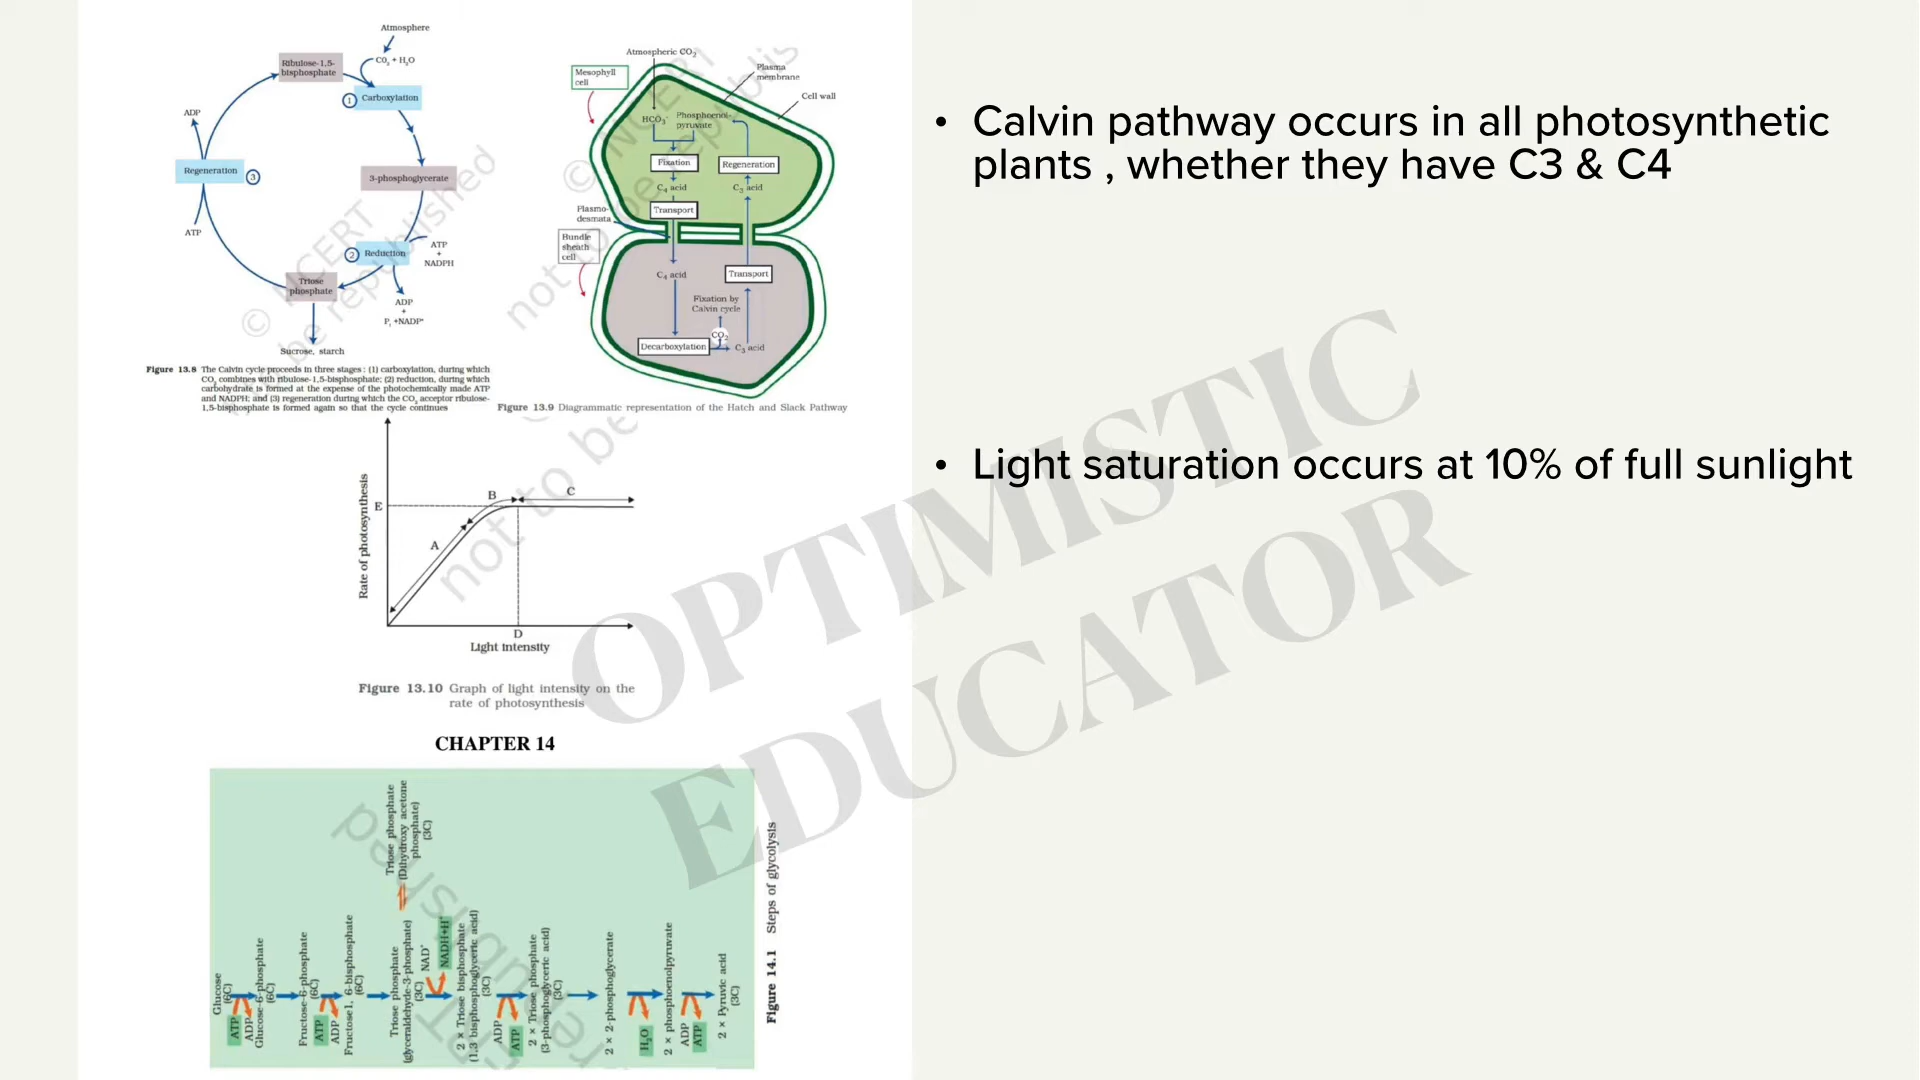 Atmosphere
CO2 + H2O
Ribulose-1,5-
bisphosphate
1 Carboxylation
ADP
Regeneration 3
3-phosphoglycerate
ATP
2 Reduction
ATP
+
NADPH
Triose
phosphate
ADP
+
Pi +NADP+
Sucrose, starch
Figure 13.8 The Calvin cycle proceeds in three stages : (1) carboxylation, during which
CO2 combines with ribulose-1,5-bisphosphate; (2) reduction, during which
carbohydrate is formed at the expense of the photochemically made ATP
and NADPH; and (3) regeneration during which the CO2 acceptor ribulose-
1,5-bisphosphate is formed again so that the cycle continues
© NCERT
not to be republished
Atmospheric CO2
Mesophyll
cell
Plasma
membrane
Cell wall
HCO3- Phosphoenol-
pyruvate
Fixation
Regeneration
C4 acid
C3 acid
Transport
Plasmo-
desmata
Bundle
sheath
cell
C4 acid
Transport
Fixation by
Calvin cycle
CO2
Decarboxylation
C3 acid
Figure 13.9 Diagrammatic representation of the Hatch and Slack Pathway
Rate of photosynthesis
E
A
B
C
D
Light intensity
not to be
Figure 13.10 Graph of light intensity on the
rate of photosynthesis
CHAPTER 14
Glucose
(6C)
ATP
ADP
Glucose-6-phosphate
(6C)
Fructose-6-phosphate
(6C)
ATP
ADP
Fructose1, 6-bisphosphate
(6C)
Triose phosphate
(glyceraldehyde-3-phosphate)
(3C)
Triose phosphate
(Dihydroxy acetone
phosphate)
(3C)
NAD+
NADH+H+
2 × Triose bisphosphate
(1,3 bisphosphoglyceric acid)
(3C)
ADP
ATP
2 × Triose phosphate
(3-phosphoglyceric acid)
(3C)
2 × 2-phosphoglycerate
H2O
2 × phosphoenolpyruvate
ADP
ATP
2 × Pyruvic acid
(3C)
Figure 14.1 Steps of glycolysis
• Calvin pathway occurs in all photosynthetic
plants , whether they have C3 & C4
• Light saturation occurs at 10% of full sunlight
OPTIMISTIC
EDUCATOR